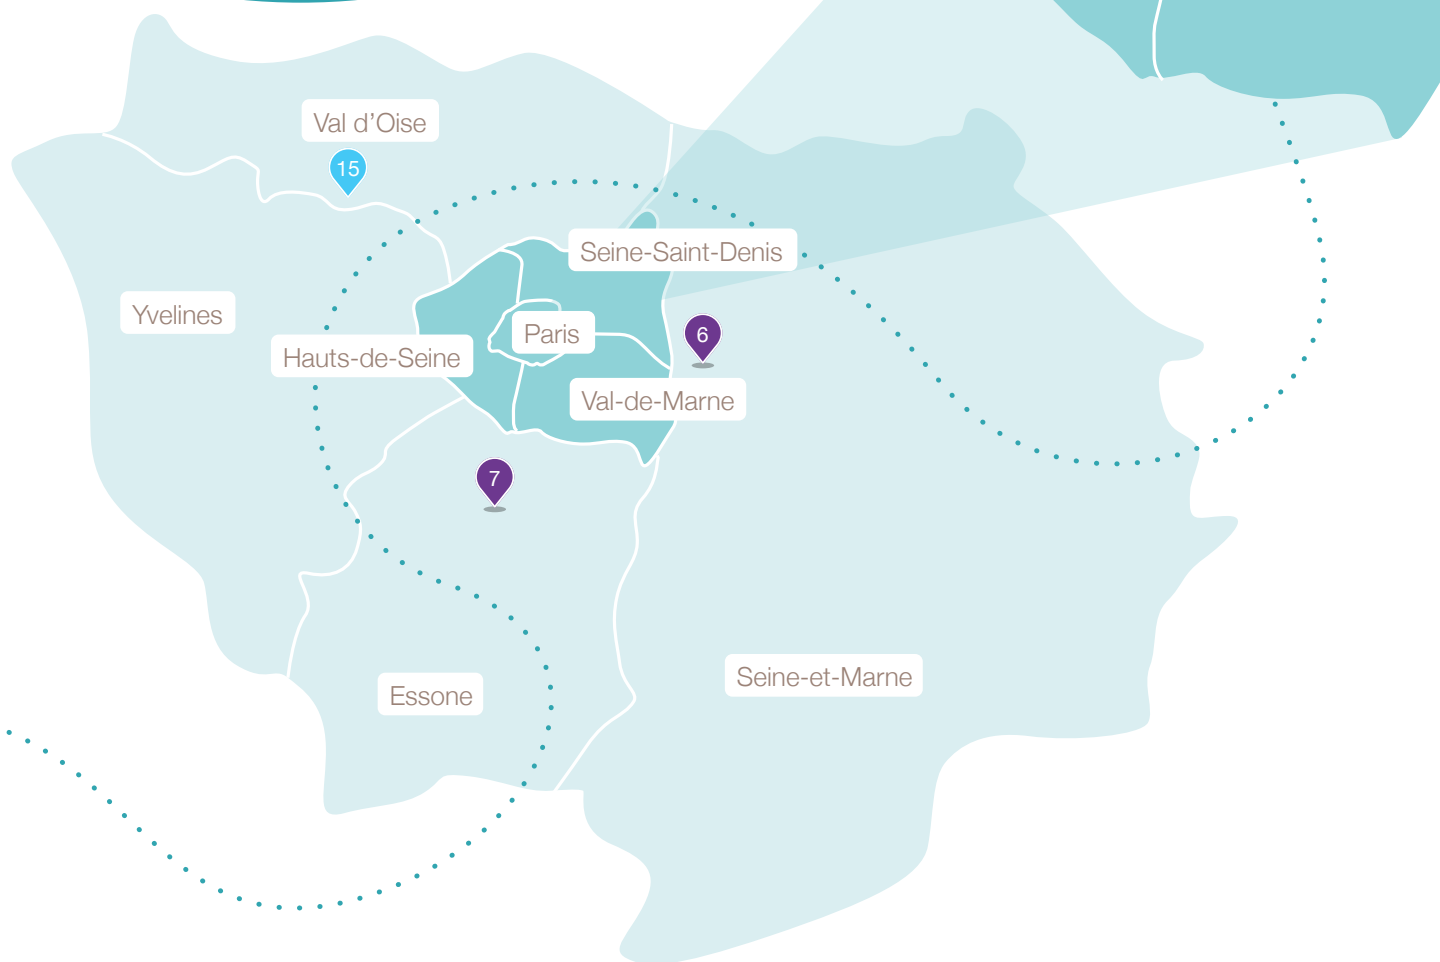 Val d’Oise
15
Seine-Saint-Denis
Yvelines
Paris
6
Hauts-de-Seine
Val-de-Marne
7
Seine-et-Marne
Essone